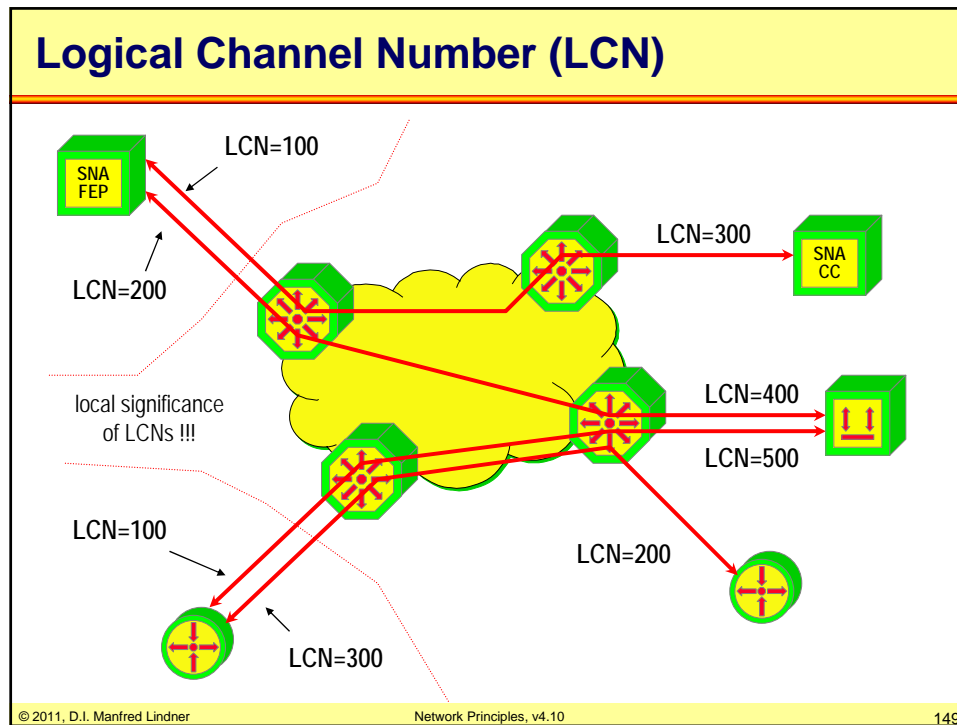 Logical Channel Number (LCN)
LCN=100
SNA
FEP
LCN=300
SNA
CC
LCN=200
LCN=400
local significance
of LCNs !!!
LCN=500
LCN=100
LCN=200
LCN=300
© 2011, D.I. Manfred Lindner
Network Principles, v4.10
149